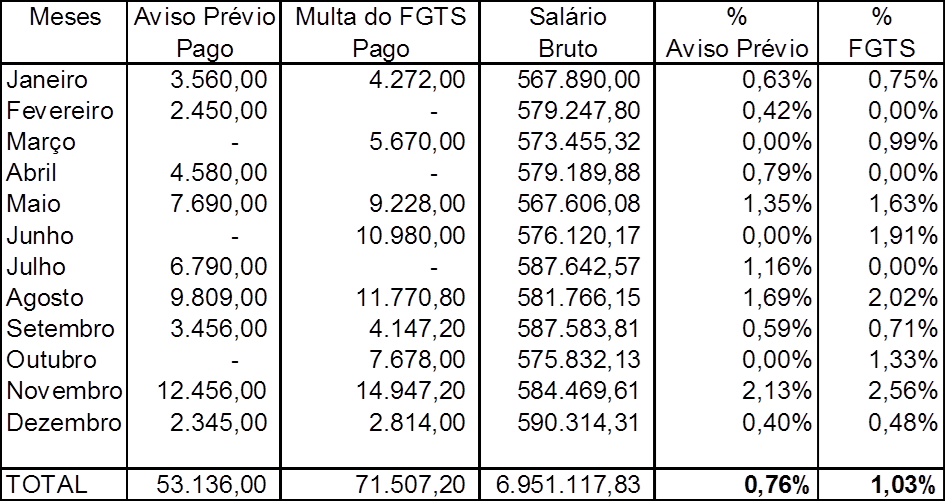 Meses Aviso Prévio Multa do FGTS Salário % %
Pago Pago Bruto Aviso Prévio FGTS
Janeiro 3.560,00 4.272,00 567.890,00 0,63% 0,75%
Fevereiro 2.450,00 - 579.247,80 0,42% 0,00%
Março - 5.670,00 573.455,32 0,00% 0,99%
Abril 4.580,00 - 579.189,88 0,79% 0,00%
Maio 7.690,00 9.228,00 567.606,08 1,35% 1,63%
Junho - 10.980,00 576.120,17 0,00% 1,91%
Julho 6.790,00 - 587.642,57 1,16% 0,00%
Agosto 9.809,00 11.770,80 581.766,15 1,69% 2,02%
Setembro 3.456,00 4.147,20 587.583,81 0,59% 0,71%
Outubro - 7.678,00 575.832,13 0,00% 1,33%
Novembro 12.456,00 14.947,20 584.469,61 2,13% 2,56%
Dezembro 2.345,00 2.814,00 590.314,31 0,40% 0,48%
TOTAL 53.136,00 71.507,20 6.951.117,83 0,76% 1,03%